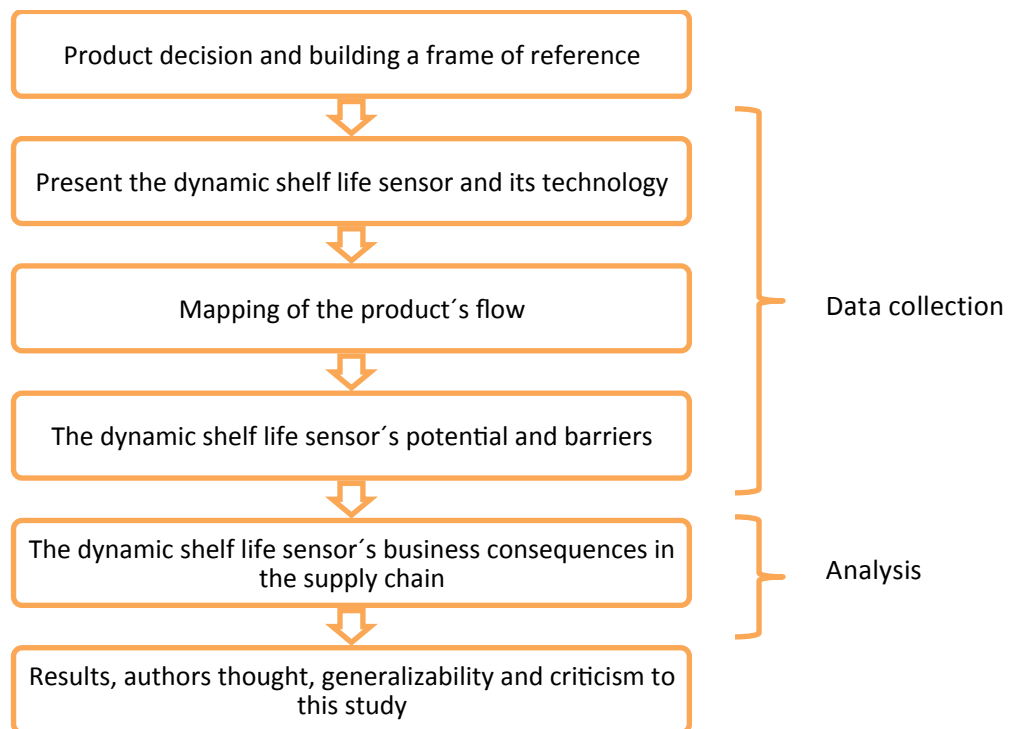 Product decision and building a frame of reference
Present the dynamic shelf life sensor and its technology
Mapping of the product´s flow
Data collection
The dynamic shelf life sensor´s potential and barriers
The dynamic shelf life sensor´s business consequences in
the supply chain
Analysis
Results, authors thought, generalizability and criticism to
this study